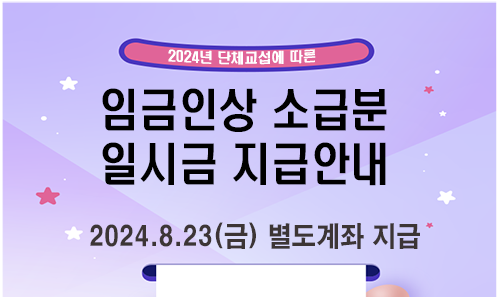 2024년 단체교섭에 따른
임금인상 소급분
일시금 지급안내
2024.8.23(금) 별도계좌 지급